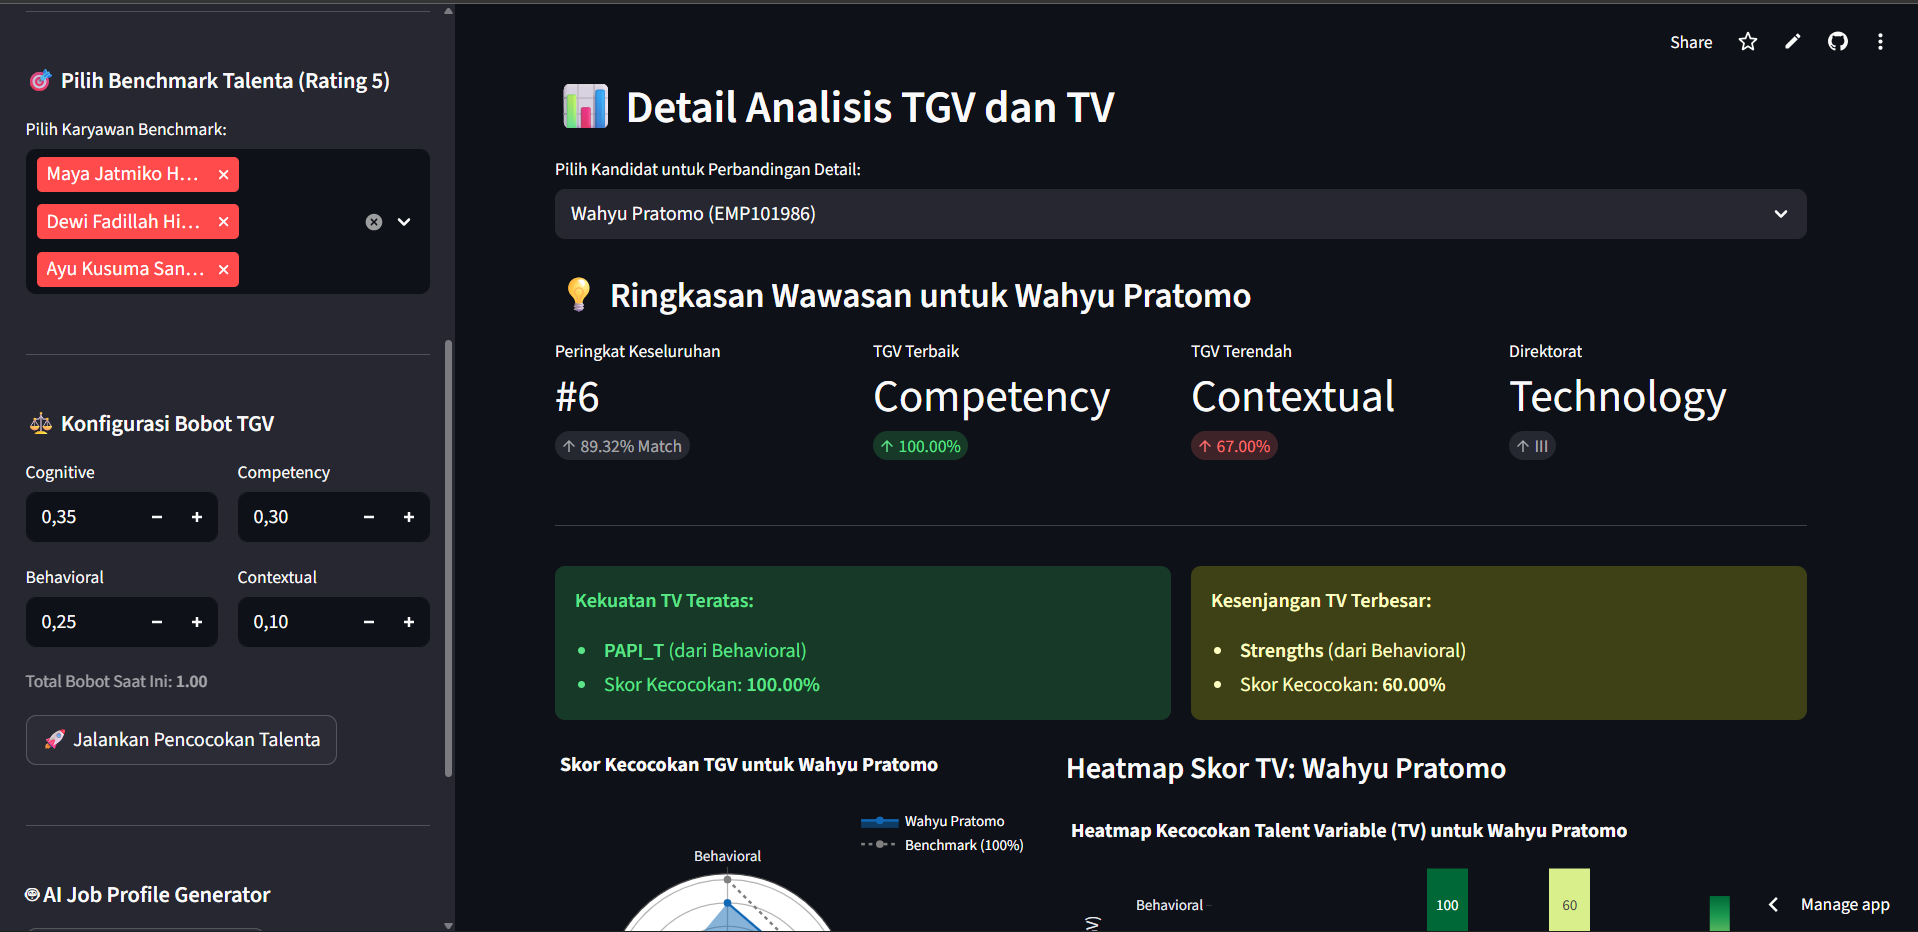 Pilih Benchmark Talenta (Rating 5)
Pilih Karyawan Benchmark:
Maya Jatmiko H...
Dewi Fadillah Hi...
Ayu Kusuma San...
Konfigurasi Bobot TGV
Cognitive
Competency
0,35
0,30
Behavioral
Contextual
0,25
0,10
Total Bobot Saat Ini: 1.00
Jalankan Pencocokan Talenta
AI Job Profile Generator
Share
Detail Analisis TGV dan TV
Pilih Kandidat untuk Perbandingan Detail:
Wahyu Pratomo (EMP101986)
Ringkasan Wawasan untuk Wahyu Pratomo
Peringkat Keseluruhan
#6
↑ 89.32% Match
TGV Terbaik
Competency
↑ 100.00%
TGV Terendah
Contextual
↑ 67.00%
Direktorat
Technology
↑ III
Kekuatan TV Teratas:
• PAPI_T (dari Behavioral)
• Skor Kecocokan: 100.00%
Kesenjangan TV Terbesar:
• Strengths (dari Behavioral)
• Skor Kecocokan: 60.00%
Skor Kecocokan TGV untuk Wahyu Pratomo
Wahyu Pratomo
Benchmark (100%)
Behavioral
Heatmap Skor TV: Wahyu Pratomo
Heatmap Kecocokan Talent Variable (TV) untuk Wahyu Pratomo
Behavioral
100
60
Manage app